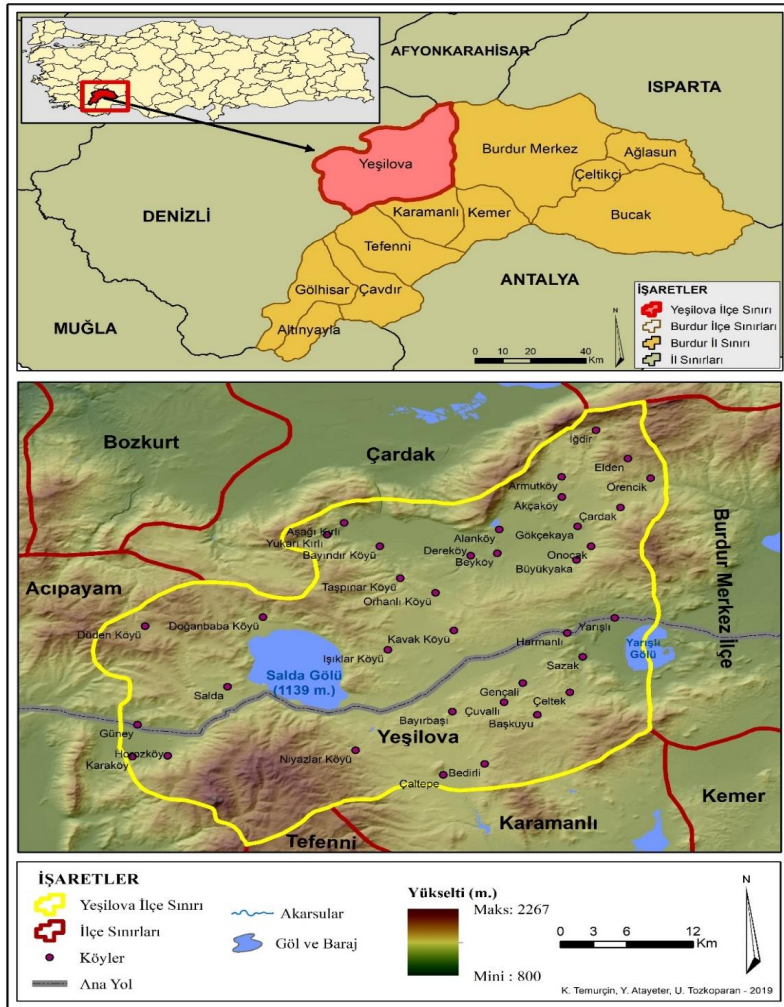 AFYONKARAHİSAR
ISPARTA
Yeşilova
Burdur Merkez
Ağlasun
Çeltikçi
DENİZLİ
Karamanlı
Kemer
Bucak
Tefenni
ANTALYA
Gölhisar
Çavdır
MUĞLA
Altınyayla
N
0 10 20 40
Km
İŞARETLER
Yeşilova İlçe Sınırı
Burdur İlçe Sınırları
Burdur İl Sınırı
İl Sınırları
Bozkurt
Çardak
İğdir
Elden
Örencik
Armutköy
Akçaköy
Çardak
Aşağı Kırlı
Yukarı Kırlı
Bayındır Köyü
Alanköy
Gökçekaya
Dereköy
Beyköy
Onocak
Büyükyaka
Burdur Merkez İlçe
Acıpayam
Taşpınar Köyü
Orhanlı Köyü
Düden Köyü
Doğanbaba Köyü
Kavak Köyü
Harmanlı
Yarışlı
Işıklar Köyü
Sazak
Yarışlı
Gölü
Salda Gölü
(1139 m.)
Salda
Gençali
Çeltek
Çuvallı
Başkuyu
Bayırbaşı
Güney
Yeşilova
Horozköy
Karaköy
Niyazlar Köyü
Bedirli
Çaltepe
Kemer
Karamanlı
Tefenni
İŞARETLER
Yeşilova İlçe Sınırı
İlçe Sınırları
Köyler
Ana Yol
Akarsular
Göl ve Baraj
Yükselti (m.)
Maks: 2267
Mini : 800
N
0 3 6 12
Km
K. Temurçin, Y. Atayeter, U. Tozkoparan - 2019